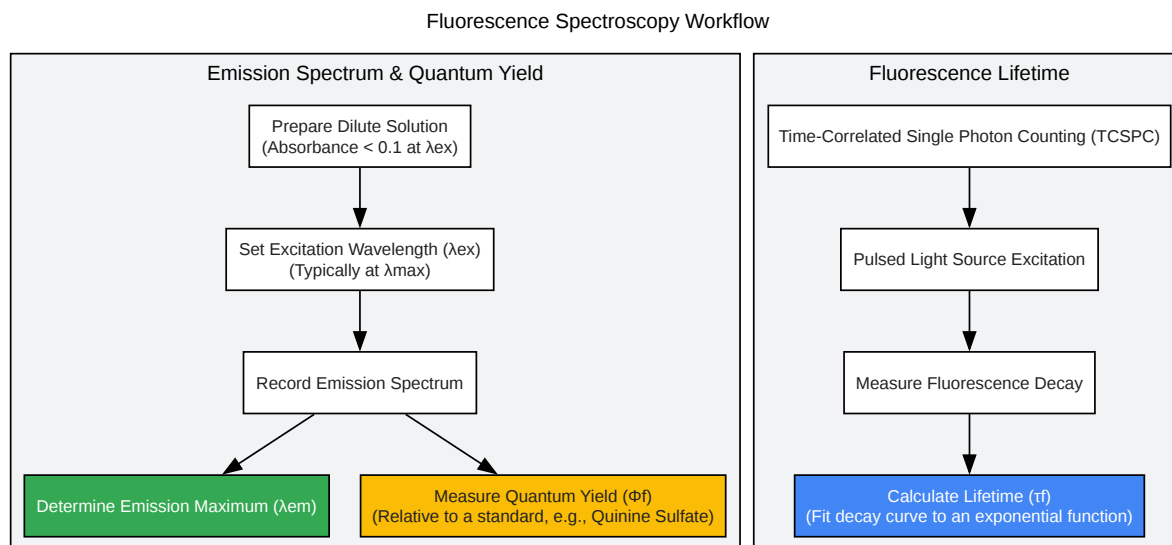 Fluorescence Spectroscopy Workflow
Emission Spectrum & Quantum Yield
Prepare Dilute Solution
(Absorbance < 0.1 at λex)
Set Excitation Wavelength (λex)
(Typically at λmax)
Record Emission Spectrum
Determine Emission Maximum (λem)
Measure Quantum Yield (Φf)
(Relative to a standard, e.g., Quinine Sulfate)
Fluorescence Lifetime
Time-Correlated Single Photon Counting (TCSPC)
Pulsed Light Source Excitation
Measure Fluorescence Decay
Calculate Lifetime (τf)
(Fit decay curve to an exponential function)